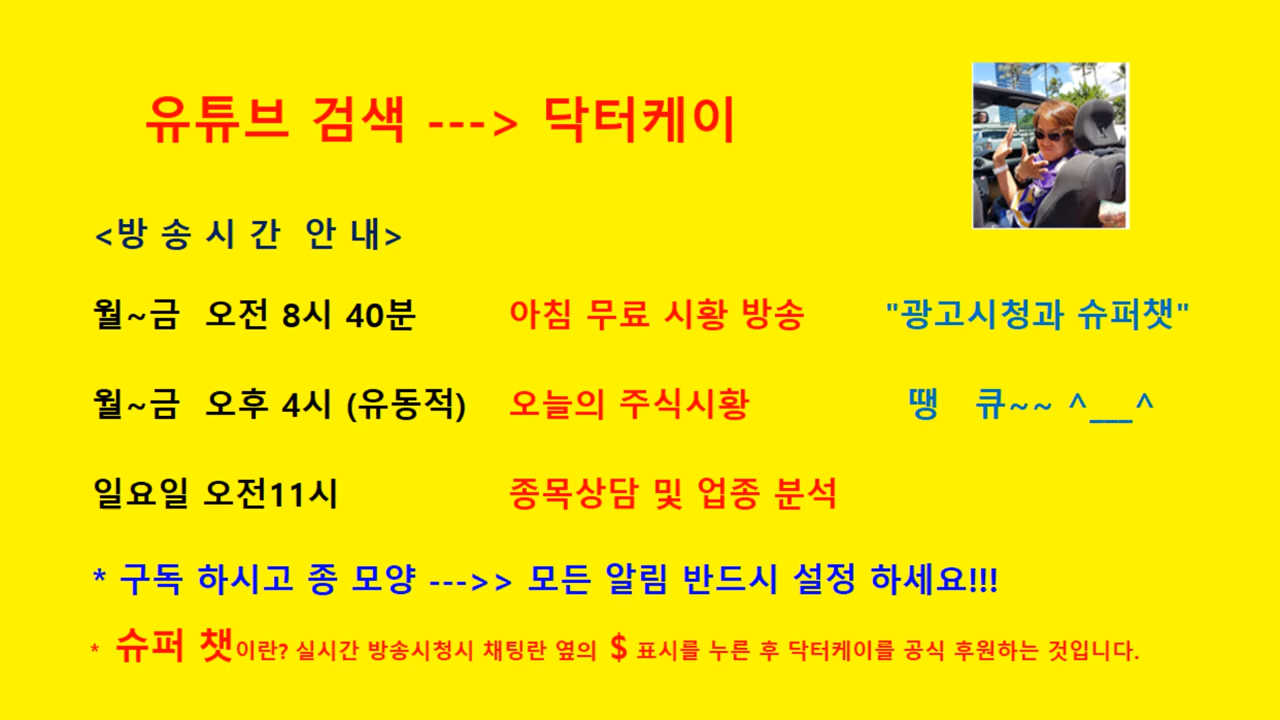 유튜브 검색 ---> 닥터케이
<방 송 시 간 안 내>
월~금 오전 8시 40분 아침 무료 시황 방송 "광고시청과 슈퍼챗"
월~금 오후 4시 (유동적) 오늘의 주식시황 땡 큐~~ ^___^
일요일 오전11시 종목상담 및 업종 분석
* 구독 하시고 종 모양 --->> 모든 알림 반드시 설정 하세요!!!
* 슈퍼 챗이란? 실시간 방송시청시 채팅란 옆의 $ 표시를 누른 후 닥터케이를 공식 후원하는 것입니다.